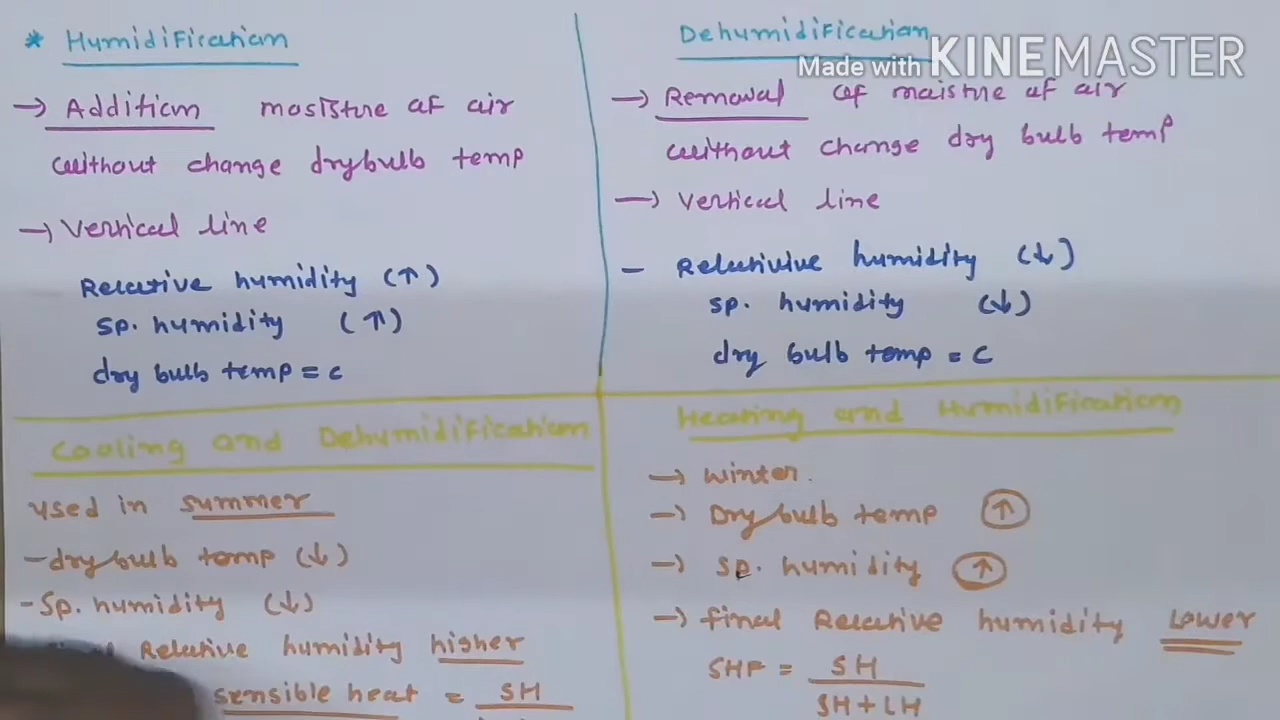 * Humidification
→ Addition moisture of air
without change dry bulb temp
→ Vertical line
Relative humidity (↑)
sp. humidity (↑)
dry bulb temp = c
Dehumidification
Made with KINEMASTER
→ Removal of moisture of air
without change dry bulb temp
→ Vertical line
- Relativive humidity (↓)
sp. humidity (↓)
dry bulb temp = c
Cooling and Dehumidification
used in summer
- dry bulb temp (↓)
- Sp. humidity (↓)
Relative humidity higher
sensible heat = SH
Heating and Humidification
→ Winter.
→ Dry bulb temp ↑
→ sp. humidity ↑
→ final Relative humidity Lower
SHF = SH
SH + LH